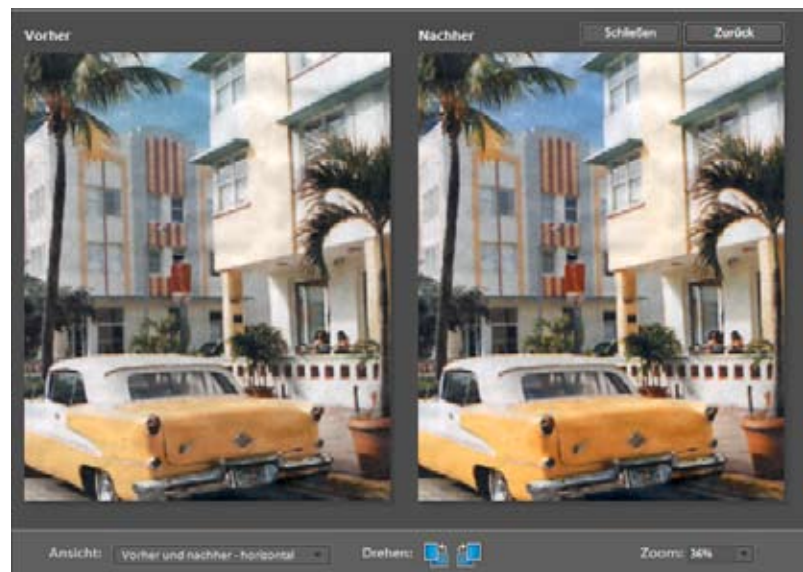 Vorher
Nachher
Schließen
Zurück
Ansicht:
Vorher und nachher - horizontal
Drehen:
Zoom: 36%